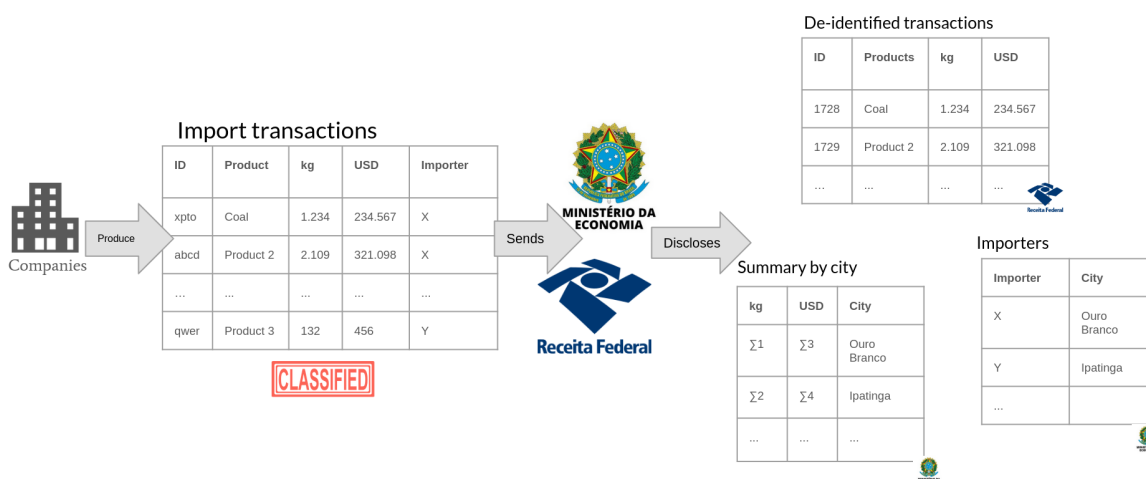 De-identified transactions
ID Products kg USD
1728 Coal 1.234 234.567
1729 Product 2 2.109 321.098
... ... ... ...
Receita Federal
Import transactions
ID Product kg USD Importer
xpto Coal 1.234 234.567 X
abcd Product 2 2.109 321.098 X
... ... ... ... ...
qwer Product 3 132 456 Y
CLASSIFIED
Companies
Produce
Sends
MINISTÉRIO DA
ECONOMIA
Receita Federal
Discloses
Summary by city
kg USD City
∑1 ∑3 Ouro
Branco
∑2 ∑4 Ipatinga
... ... ...
Importers
Importer City
X Ouro
Branco
Y Ipatinga
...